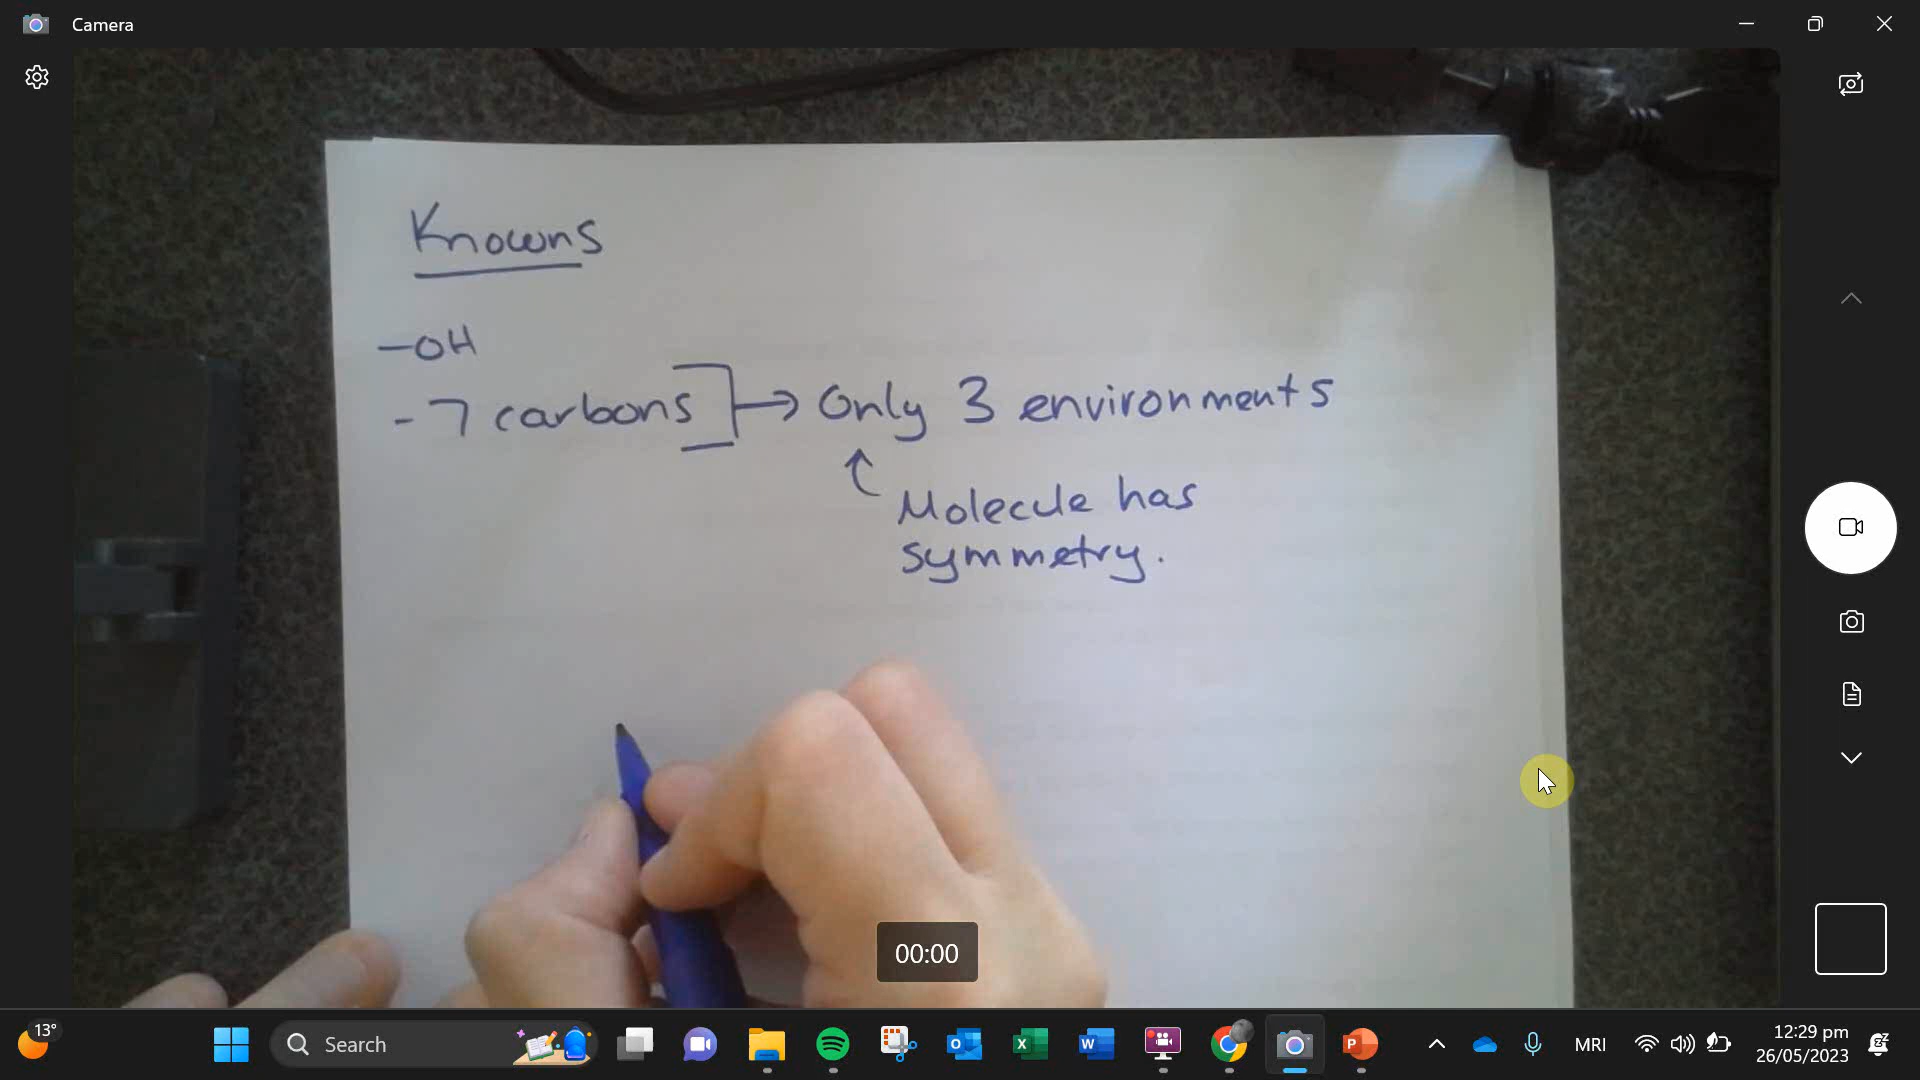 Camera
Knowns
-OH
- 7 carbons → Only 3 environments
↑ Molecule has
symmetry.
00:00
13°
Search
MRI
12:29 pm
26/05/2023